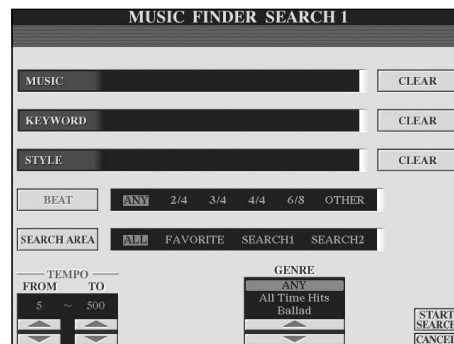 MUSIC FINDER SEARCH 1
MUSIC CLEAR
KEYWORD CLEAR
STYLE CLEAR
BEAT ANY 2/4 3/4 4/4 6/8 OTHER
SEARCH AREA ALL FAVORITE SEARCH1 SEARCH2
TEMPO
FROM TO
5 ~ 500
GENRE
ANY
All Time Hits
Ballad
START
SEARCH
CANCEL